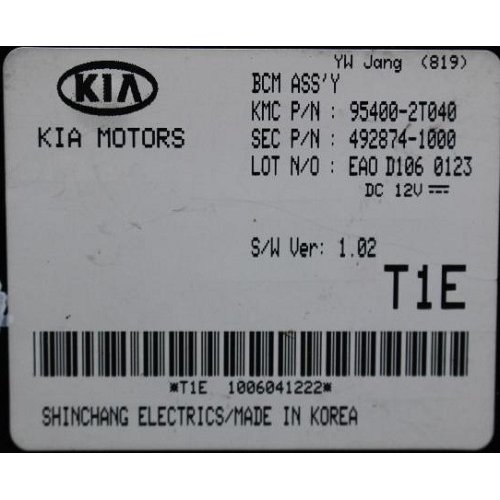 YW Jang (819)
KIA
BCM ASS'Y
KIA MOTORS
KMC P/N : 95400-2T040
SEC P/N : 492874-1000
LOT N/O : EAO D106 0123
DC 12V
S/W Ver: 1.02
T1E
*T1E 1006041222*
SHINCHANG ELECTRICS/MADE IN KOREA